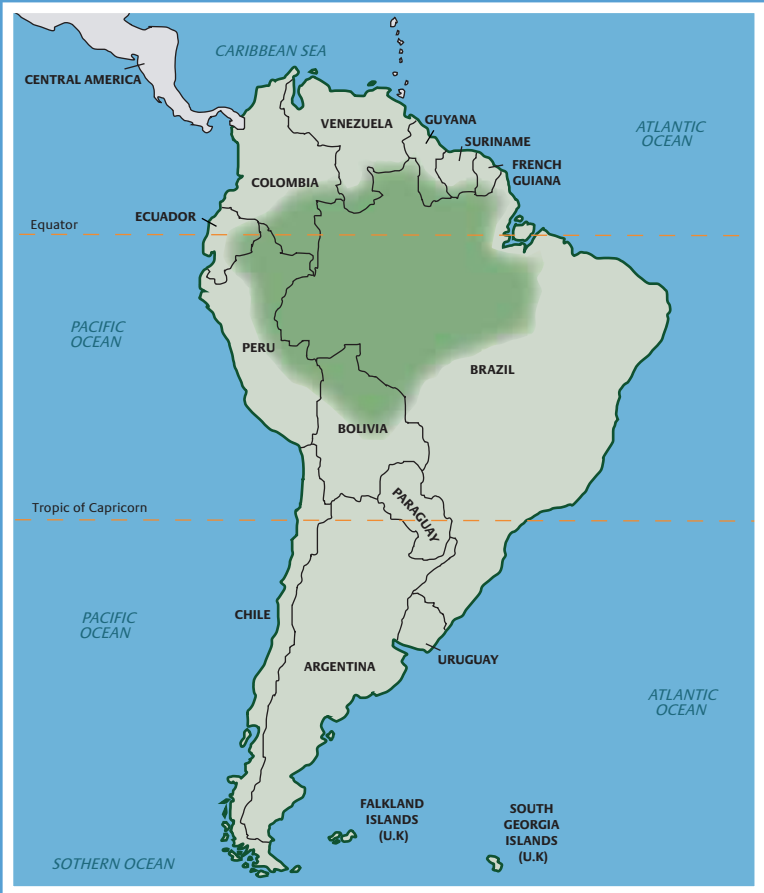 CARIBBEAN SEA
CENTRAL AMERICA
VENEZUELA
GUYANA
SURINAME
ATLANTIC
OCEAN
FRENCH
GUIANA
COLOMBIA
ECUADOR
Equator
PACIFIC
OCEAN
PERU
BRAZIL
BOLIVIA
Tropic of Capricorn
PARAGUAY
PACIFIC
OCEAN
CHILE
URUGUAY
ARGENTINA
ATLANTIC
OCEAN
FALKLAND
ISLANDS
(U.K)
SOUTH
GEORGIA
ISLANDS
(U.K)
SOTHERN OCEAN